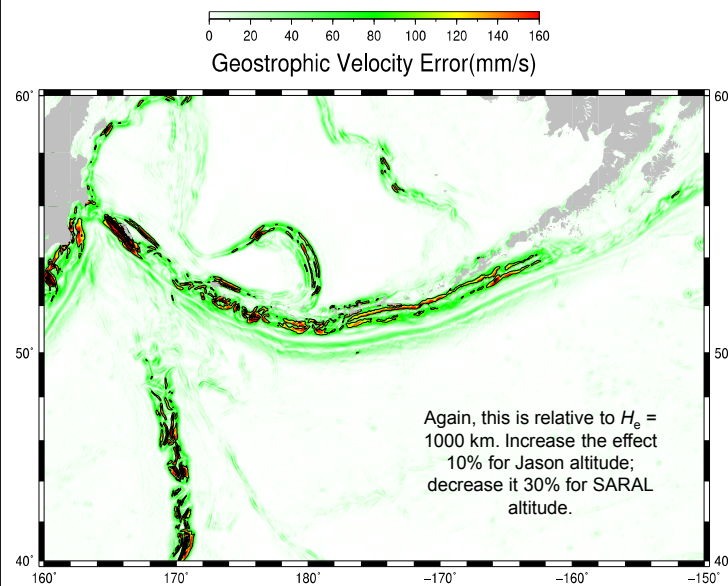 0 20 40 60 80 100 120 140 160
Geostrophic Velocity Error(mm/s)
60˚ 60
50˚ 50
Again, this is relative to He =
1000 km. Increase the effect
10% for Jason altitude;
decrease it 30% for SARAL
altitude.
40˚ 40
160˚ 170˚ 180˚ −170˚ −160˚ −150˚